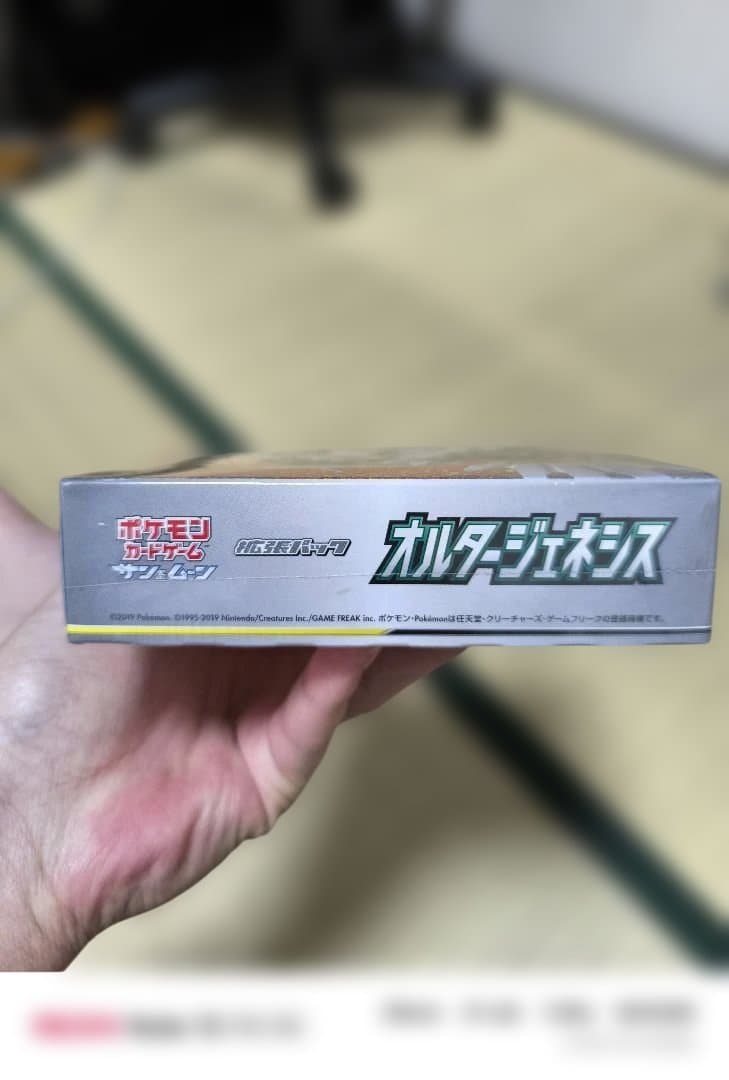 ポケモン
カードゲーム
サン&ムーン
拡張パック
オルタージェネシス
©2019 Pokémon. ©1995-2019 Nintendo/Creatures Inc./GAME FREAK inc. ポケモン・Pokémonは任天堂・クリーチャーズ・ゲームフリークの登録商標です。